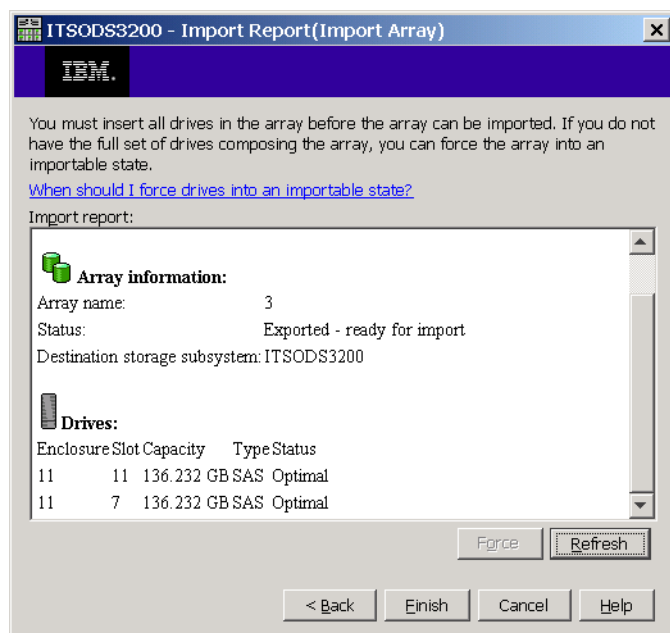 ITSODS3200 - Import Report(Import Array)
IBM.
You must insert all drives in the array before the array can be imported. If you do not
have the full set of drives composing the array, you can force the array into an
importable state.
When should I force drives into an importable state?
Import report:
Array information:
Array name: 3
Status: Exported - ready for import
Destination storage subsystem: ITSODS3200
Drives:
Enclosure Slot Capacity Type Status
11 11 136.232 GB SAS Optimal
11 7 136.232 GB SAS Optimal
Force Refresh
< Back Finish Cancel Help